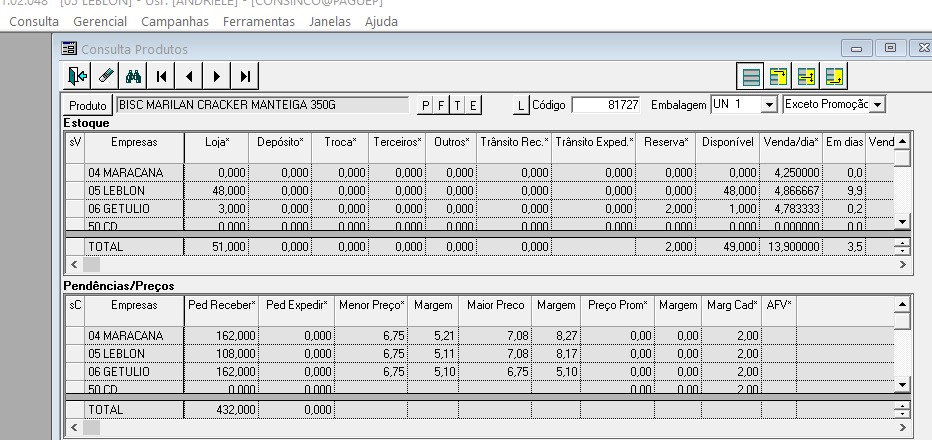 1.02.048 - [05 LEBLON] - Usr. [ANDRIELE] - [CONSINCO@PAGUEP]
Consulta Gerencial Campanhas Ferramentas Janelas Ajuda
Consulta Produtos
Produto BISC MARILAN CRACKER MANTEIGA 350G P F T E L Código 81727 Embalagem UN 1 Exceto Promoção
Estoque
sV Empresas Loja* Depósito* Troca* Terceiros* Outros* Trânsito Rec.* Trânsito Exped.* Reserva* Disponível Venda/dia* Em dias Vend
04 MARACANA 0,000 0,000 0,000 0,000 0,000 0,000 0,000 0,000 0,000 4,250000 0,0
05 LEBLON 48,000 0,000 0,000 0,000 0,000 0,000 0,000 0,000 48,000 4,866667 9,9
06 GETULIO 3,000 0,000 0,000 0,000 0,000 0,000 0,000 2,000 1,000 4,783333 0,2
50 CD 0,000 0,000 0,000 0,000 0,000 0,000 0,000 0,000 0,000 0,000000 0,0
TOTAL 51,000 0,000 0,000 0,000 0,000 0,000 2,000 49,000 13,900000 3,5
Pendências/Preços
sC Empresas Ped Receber* Ped Expedir* Menor Preço* Margem Maior Preco Margem Preço Prom* Margem Marg Cad* AFV*
04 MARACANA 162,000 0,000 6,75 5,21 7,08 8,27 0,00 0,00 2,00
05 LEBLON 108,000 0,000 6,75 5,11 7,08 8,17 0,00 0,00 2,00
06 GETULIO 162,000 0,000 6,75 5,10 6,75 5,10 0,00 0,00 2,00
50 CD 0,000 0,000 0,00 0,00 2,00
TOTAL 432,000 0,000